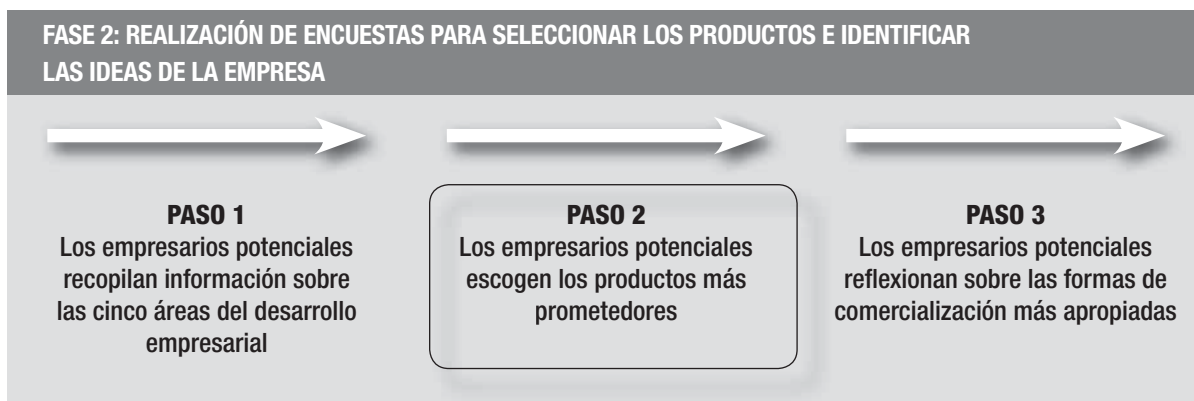 FASE 2: REALIZACIÓN DE ENCUESTAS PARA SELECCIONAR LOS PRODUCTOS E IDENTIFICAR
LAS IDEAS DE LA EMPRESA
PASO 1
Los empresarios potenciales
recopilan información sobre
las cinco áreas del desarrollo
empresarial
PASO 2
Los empresarios potenciales
escogen los productos más
prometedores
PASO 3
Los empresarios potenciales
reflexionan sobre las formas de
comercialización más apropiadas